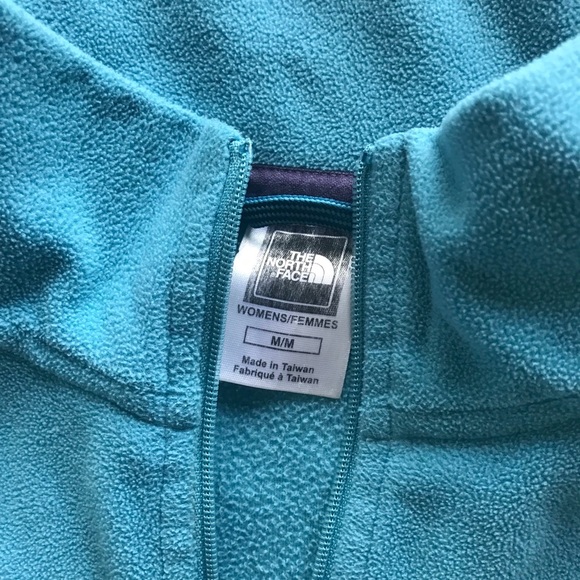 THE
NORTH
FACE
WOMENS/FEMMES
M/M
Made in Taiwan
Fabriqué à Taiwan